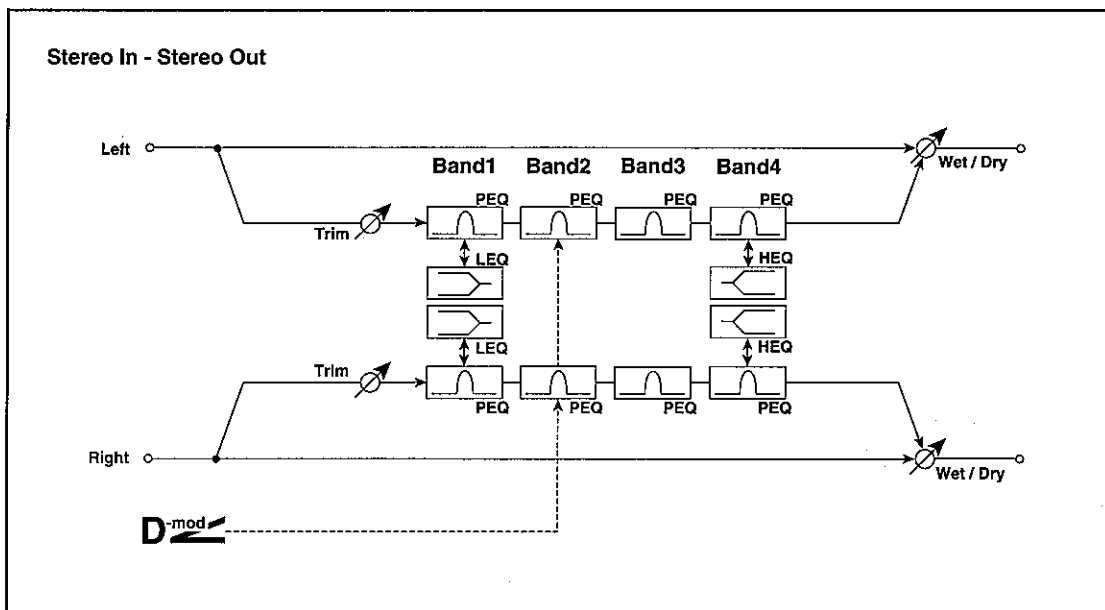 Stereo In - Stereo Out
Left
Wet / Dry
Band1 Band2 Band3 Band4
PEQ PEQ PEQ PEQ
Trim
LEQ HEQ
LEQ HEQ
Trim
PEQ PEQ PEQ PEQ
Right
Wet / Dry
D-mod